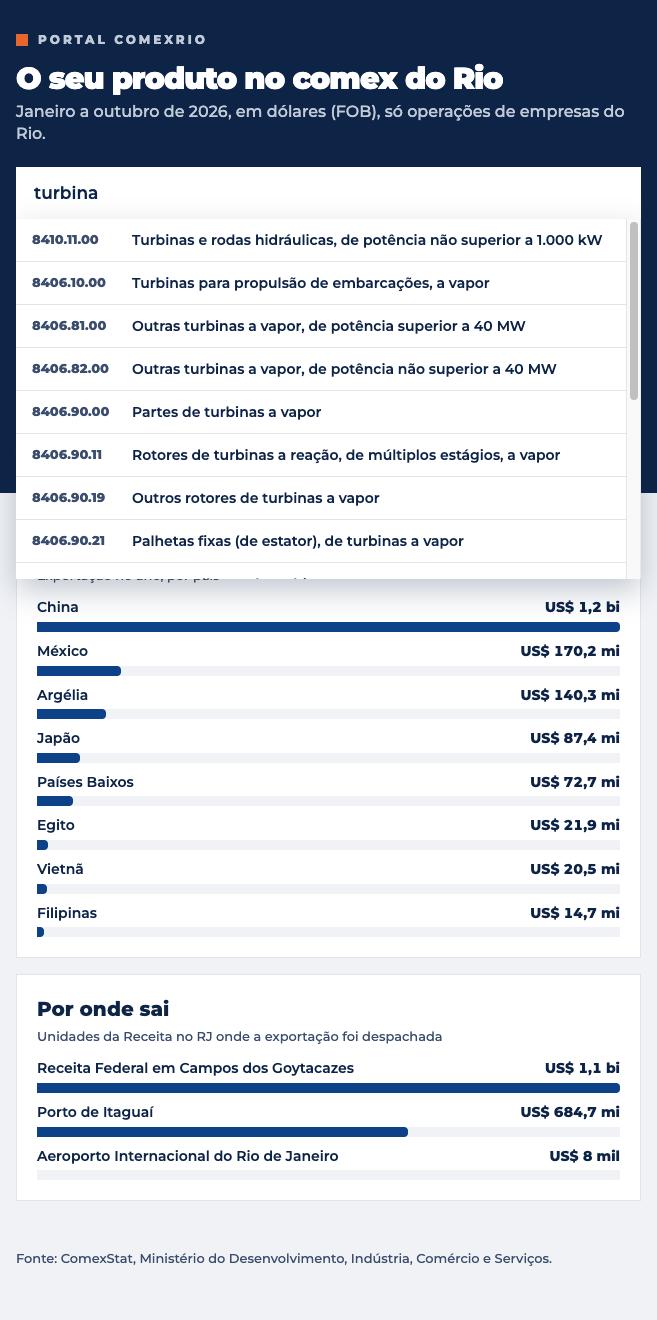 PORTAL COMEXRIO
O seu produto no comex do Rio
Janeiro a outubro de 2026, em dólares (FOB), só operações de empresas do
Rio.
turbina
8410.11.00 Turbinas e rodas hidráulicas, de potência não superior a 1.000 kW
8406.10.00 Turbinas para propulsão de embarcações, a vapor
8406.81.00 Outras turbinas a vapor, de potência superior a 40 MW
8406.82.00 Outras turbinas a vapor, de potência não superior a 40 MW
8406.90.00 Partes de turbinas a vapor
8406.90.11 Rotores de turbinas a reação, de múltiplos estágios, a vapor
8406.90.19 Outros rotores de turbinas a vapor
8406.90.21 Palhetas fixas (de estator), de turbinas a vapor
China US$ 1,2 bi
México US$ 170,2 mi
Argélia US$ 140,3 mi
Japão US$ 87,4 mi
Países Baixos US$ 72,7 mi
Egito US$ 21,9 mi
Vietnã US$ 20,5 mi
Filipinas US$ 14,7 mi
Por onde sai
Unidades da Receita no RJ onde a exportação foi despachada
Receita Federal em Campos dos Goytacazes US$ 1,1 bi
Porto de Itaguaí US$ 684,7 mi
Aeroporto Internacional do Rio de Janeiro US$ 8 mil
Fonte: ComexStat, Ministério do Desenvolvimento, Indústria, Comércio e Serviços.